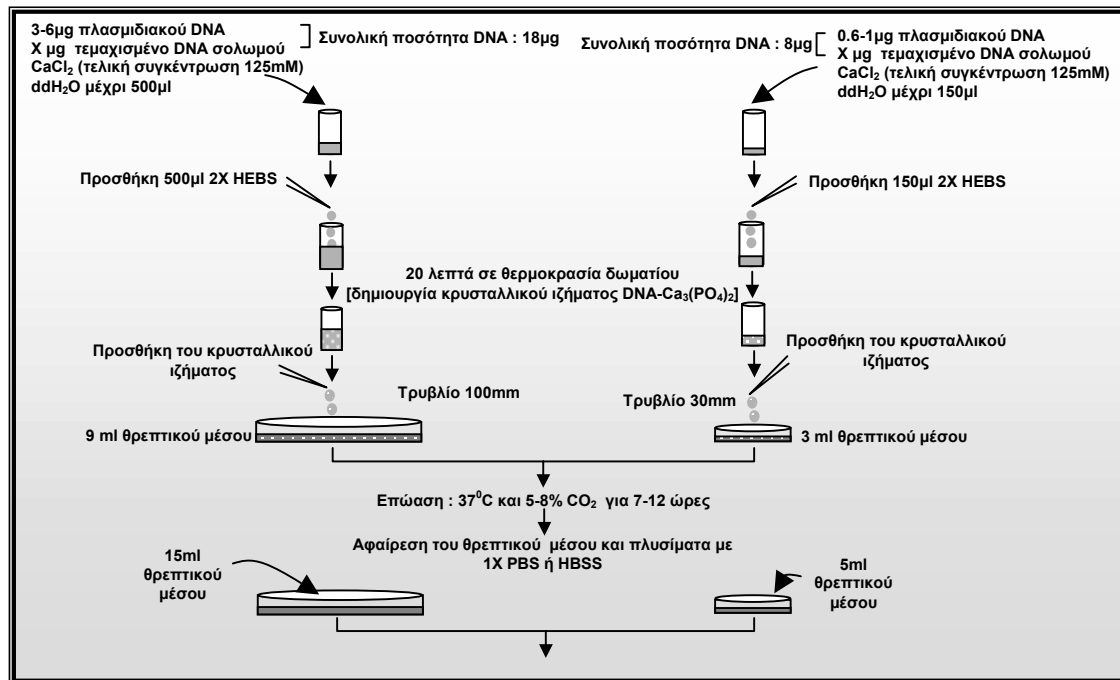 3-6μg πλασμιδιακού DNA
X μg τεμαχισμένο DNA σολωμού
CaCl₂ (τελική συγκέντρωση 125mM)
ddH₂O μέχρι 500μl
Συνολική ποσότητα DNA : 18μg
Συνολική ποσότητα DNA : 8μg
0.6-1μg πλασμιδιακού DNA
X μg τεμαχισμένο DNA σολωμού
CaCl₂ (τελική συγκέντρωση 125mM)
ddH₂O μέχρι 150μl
Προσθήκη 500μl 2X HEBS
Προσθήκη 150μl 2X HEBS
20 λεπτά σε θερμοκρασία δωματίου
[δημιουργία κρυσταλλικού ιζήματος DNA-Ca₃(PO₄)₂]
Προσθήκη του κρυσταλλικού
ιζήματος
Προσθήκη του κρυσταλλικού
ιζήματος
Τρυβλίο 100mm
Τρυβλίο 30mm
9 ml θρεπτικού μέσου
3 ml θρεπτικού μέσου
Επώαση : 37⁰C και 5-8% CO₂ για 7-12 ώρες
Αφαίρεση του θρεπτικού μέσου και πλυσίματα με
1X PBS ή HBSS
15ml
θρεπτικού
μέσου
5ml
θρεπτικού
μέσου